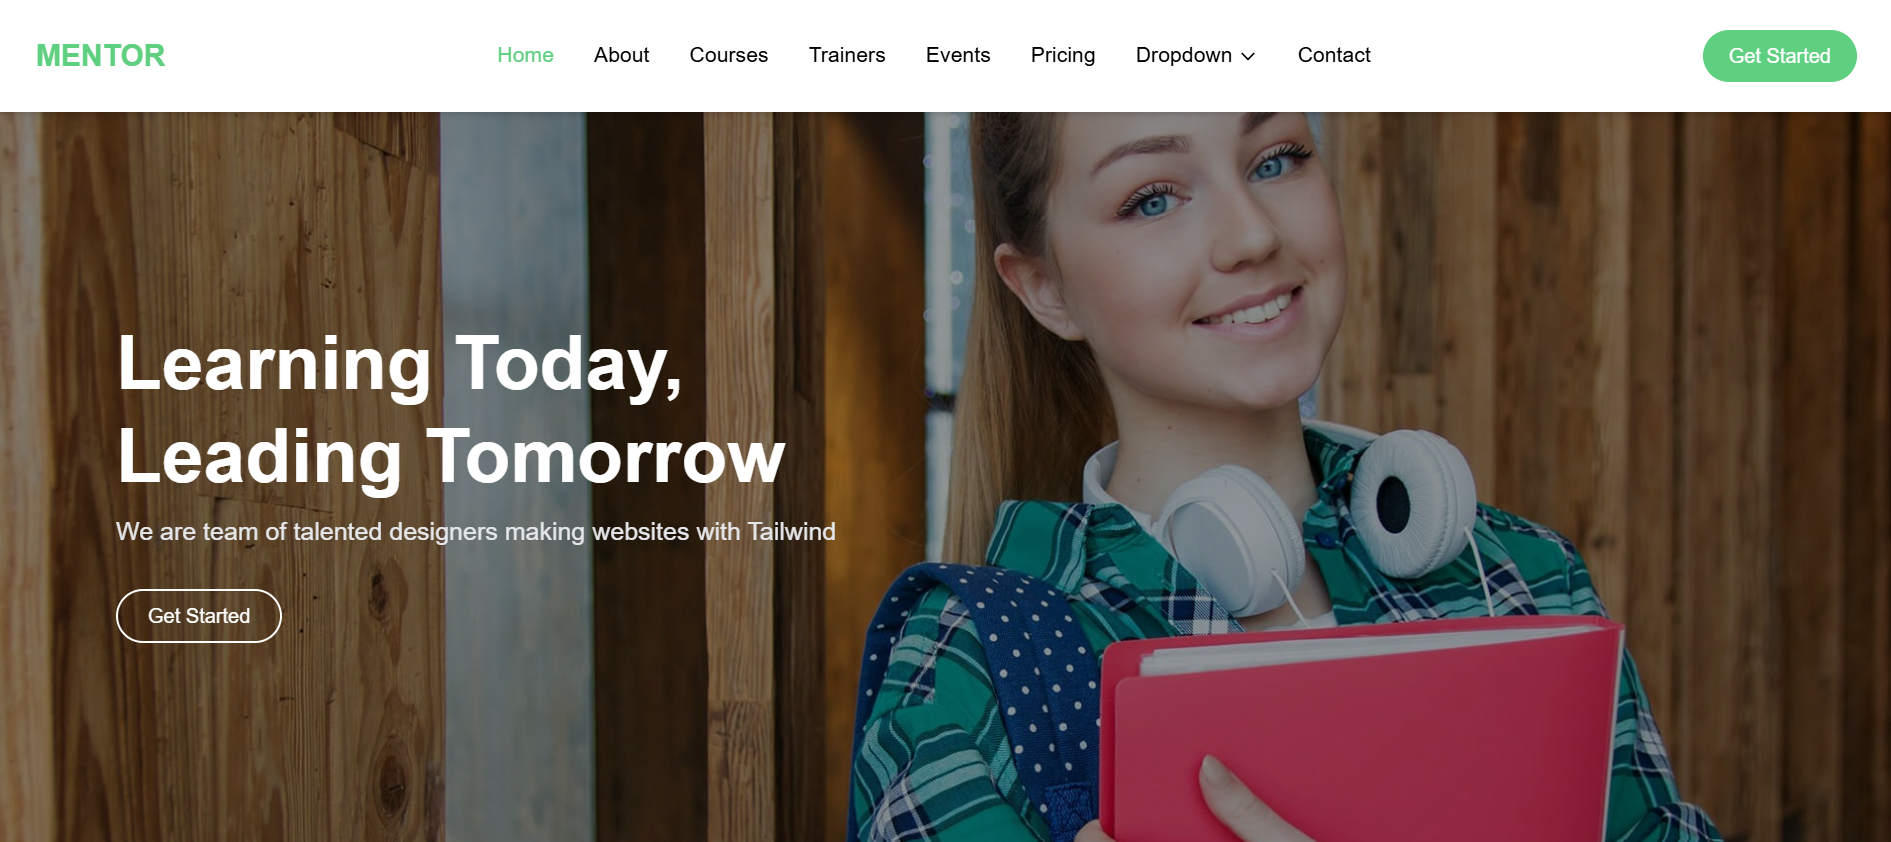 MENTOR
Home About Courses Trainers Events Pricing Dropdown Contact
Get Started
Learning Today,
Leading Tomorrow
We are team of talented designers making websites with Tailwind
Get Started